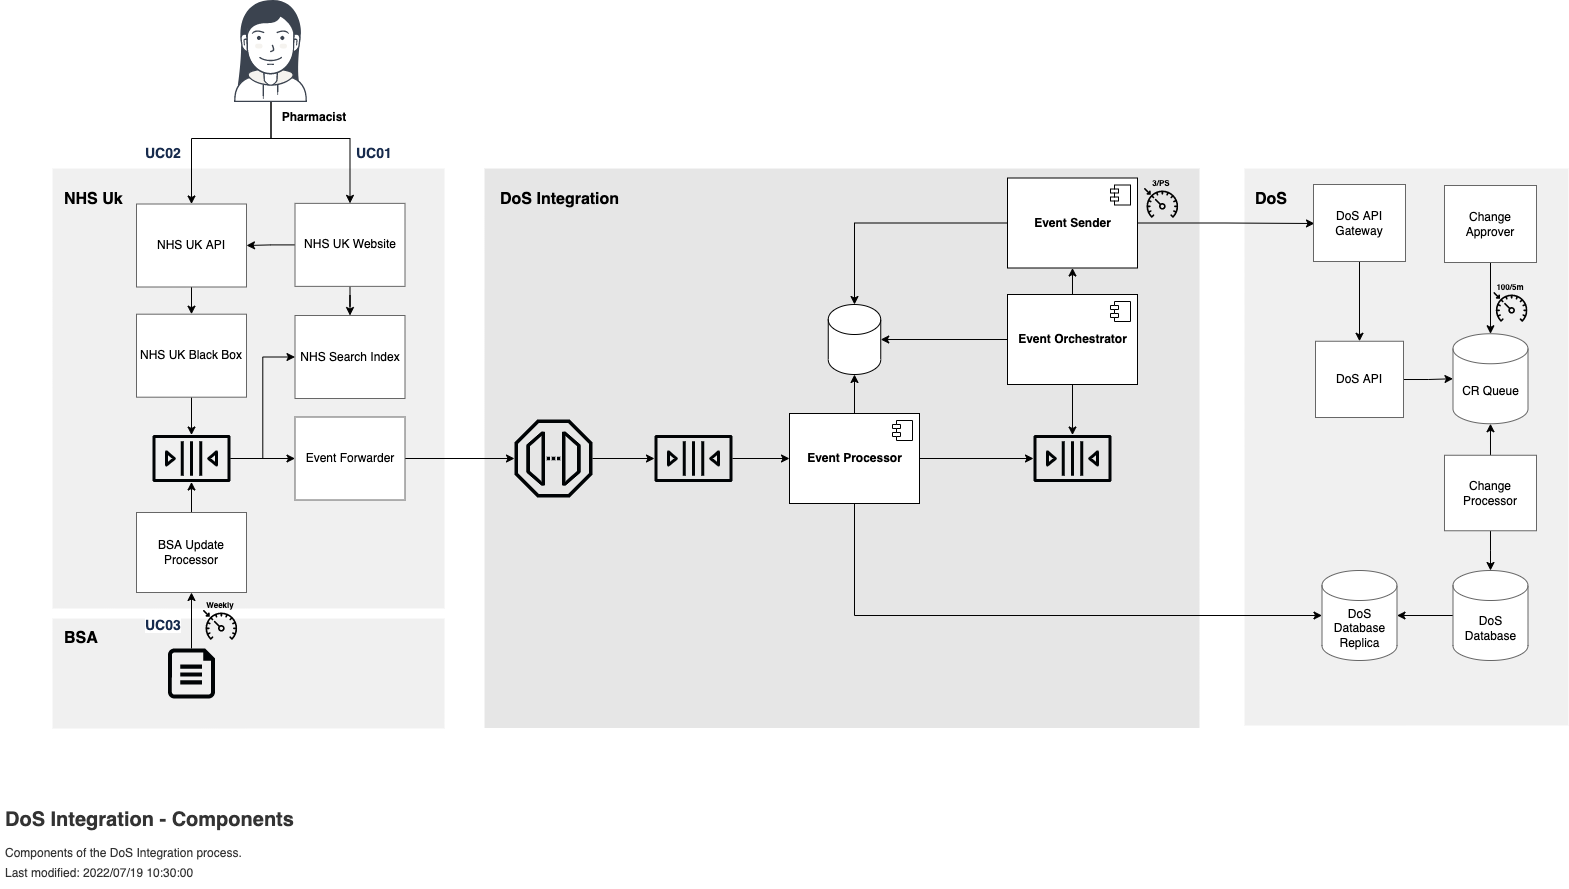 Pharmacist
UC02
UC01
NHS Uk
NHS UK API
NHS UK Website
NHS UK Black Box
NHS Search Index
Event Forwarder
BSA Update
Processor
Weekly
UC03
BSA
DoS Integration
Event Sender
3/PS
Event Orchestrator
Event Processor
DoS
DoS API
Gateway
Change
Approver
100/5m
DoS API
CR Queue
Change
Processor
DoS
Database
Replica
DoS
Database
DoS Integration - Components
Components of the DoS Integration process.
Last modified: 2022/07/19 10:30:00